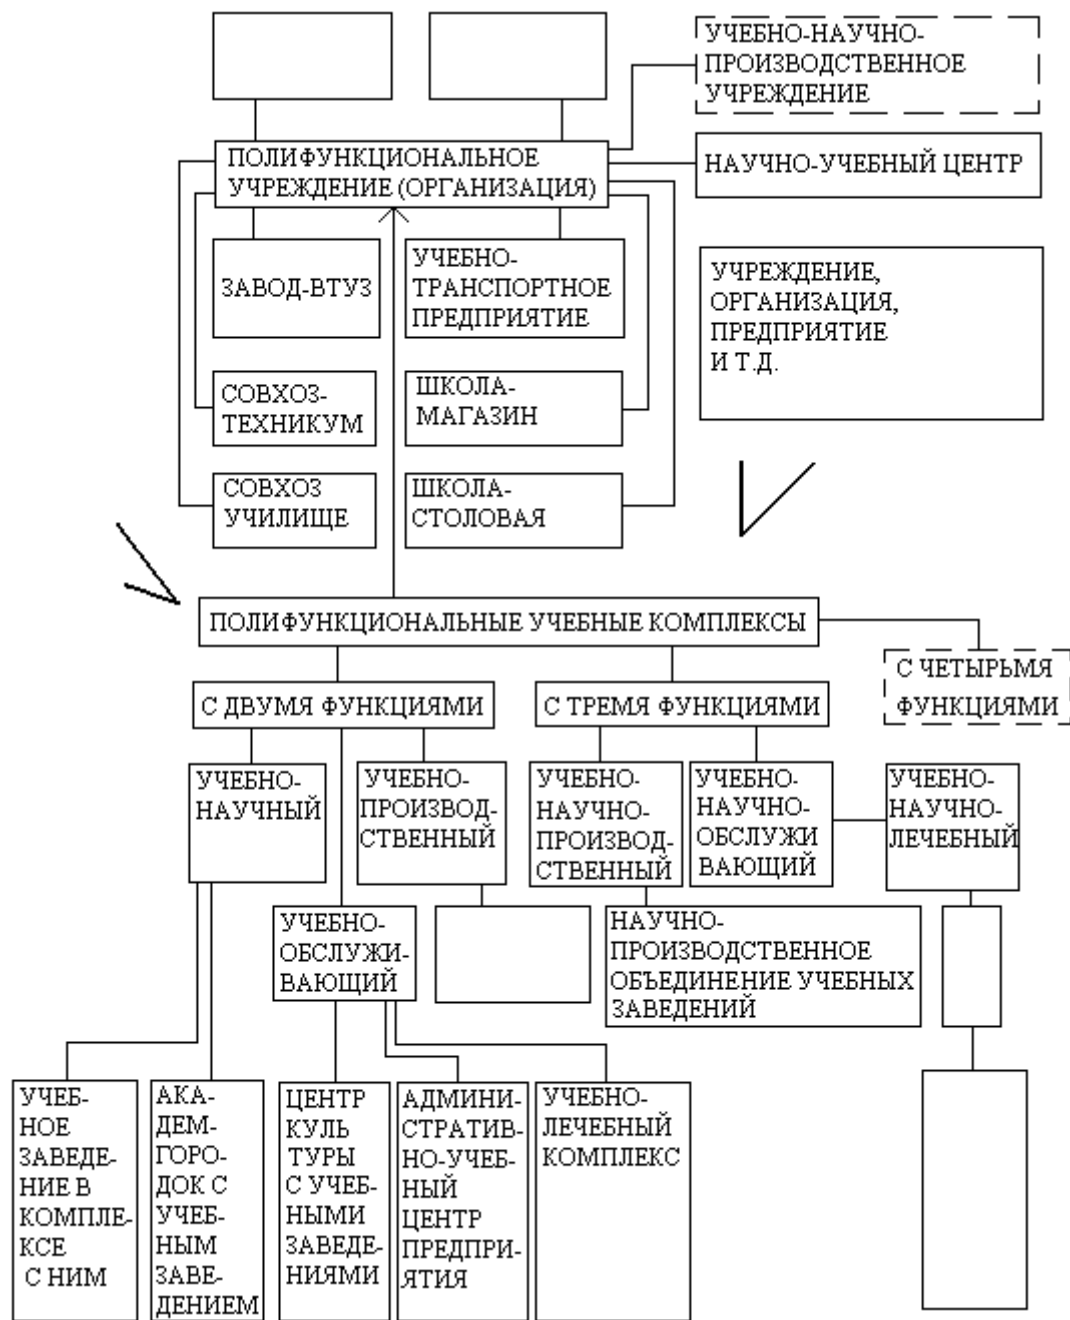 УЧЕБНО-НАУЧНО-
ПРОИЗВОДСТВЕННОЕ
УЧРЕЖДЕНИЕ
ПОЛИФУНКЦИОНАЛЬНОЕ
УЧРЕЖДЕНИЕ (ОРГАНИЗАЦИЯ)
НАУЧНО-УЧЕБНЫЙ ЦЕНТР
ЗАВОД-ВТУЗ
УЧЕБНО-
ТРАНСПОРТНОЕ
ПРЕДПРИЯТИЕ
УЧРЕЖДЕНИЕ,
ОРГАНИЗАЦИЯ,
ПРЕДПРИЯТИЕ
И Т.Д.
СОВХОЗ-
ТЕХНИКУМ
ШКОЛА-
МАГАЗИН
СОВХОЗ
УЧИЛИЩЕ
ШКОЛА-
СТОЛОВАЯ
ПОЛИФУНКЦИОНАЛЬНЫЕ УЧЕБНЫЕ КОМПЛЕКСЫ
С ДВУМЯ ФУНКЦИЯМИ
С ТРЕМЯ ФУНКЦИЯМИ
С ЧЕТЫРЬМЯ
ФУНКЦИЯМИ
УЧЕБНО-
НАУЧНЫЙ
УЧЕБНО-
ПРОИЗВОД-
СТВЕННЫЙ
УЧЕБНО-
НАУЧНО-
ПРОИЗВОД-
СТВЕННЫЙ
УЧЕБНО-
НАУЧНО-
ОБСЛУЖИ
ВАЮЩИЙ
УЧЕБНО-
НАУЧНО-
ЛЕЧЕБНЫЙ
УЧЕБНО-
ОБСЛУЖИ-
ВАЮЩИЙ
НАУЧНО-
ПРОИЗВОДСТВЕННОЕ
ОБЪЕДИНЕНИЕ УЧЕБНЫХ
ЗАВЕДЕНИЙ
УЧЕБ-
НОЕ
ЗАВЕДЕ-
НИЕ В
КОМПЛЕ-
КСЕ
С НИМ
АКА-
ДЕМ-
ГОРО-
ДОК С
УЧЕБ-
НЫМ
ЗАВЕ-
ДЕНИЕМ
ЦЕНТР
КУЛЬ
ТУРЫ
С УЧЕБ-
НЫМИ
ЗАВЕДЕ-
НИЯМИ
АДМИНИ-
СТРАТИВ-
НО-УЧЕБ-
НЫЙ
ЦЕНТР
ПРЕДПРИ-
ЯТИЯ
УЧЕБНО-
ЛЕЧЕБНЫЙ
КОМПЛЕКС